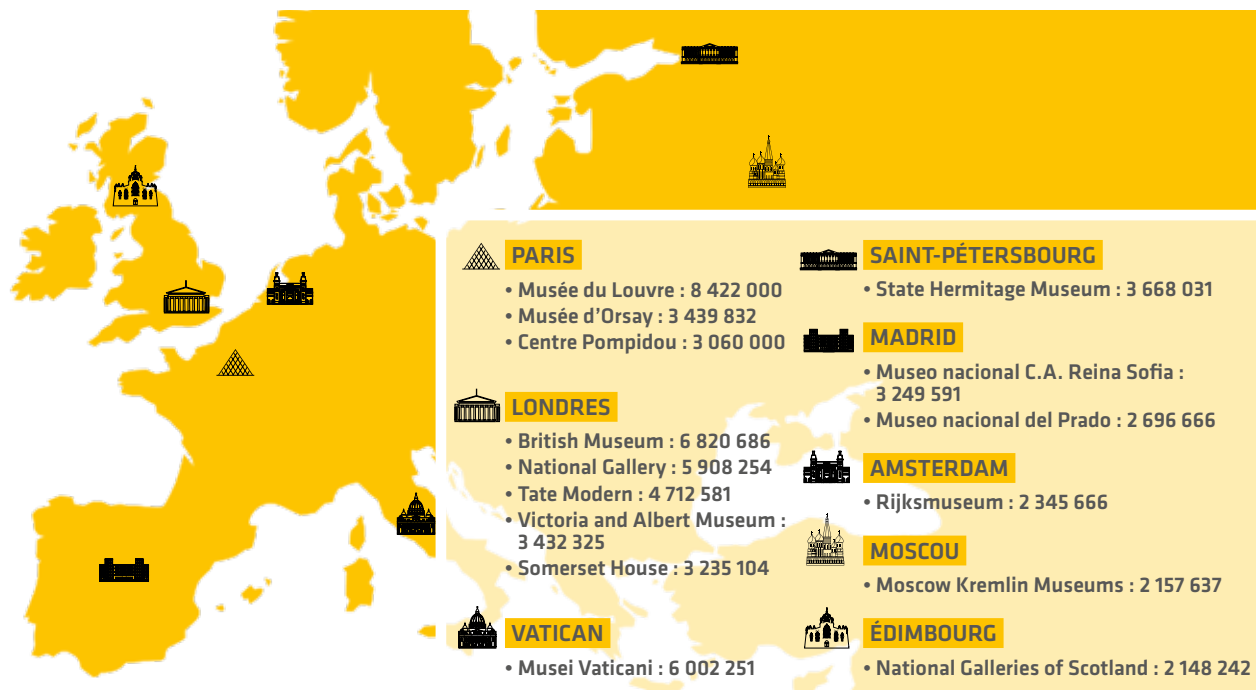 PARIS
• Musée du Louvre : 8 422 000
• Musée d’Orsay : 3 439 832
• Centre Pompidou : 3 060 000
LONDRES
• British Museum : 6 820 686
• National Gallery : 5 908 254
• Tate Modern : 4 712 581
• Victoria and Albert Museum :
3 432 325
• Somerset House : 3 235 104
VATICAN
• Musei Vaticani : 6 002 251
SAINT-PÉTERSBOURG
• State Hermitage Museum : 3 668 031
MADRID
• Museo nacional C.A. Reina Sofia :
3 249 591
• Museo nacional del Prado : 2 696 666
AMSTERDAM
• Rijksmuseum : 2 345 666
MOSCOU
• Moscow Kremlin Museums : 2 157 637
ÉDIMBOURG
• National Galleries of Scotland : 2 148 242